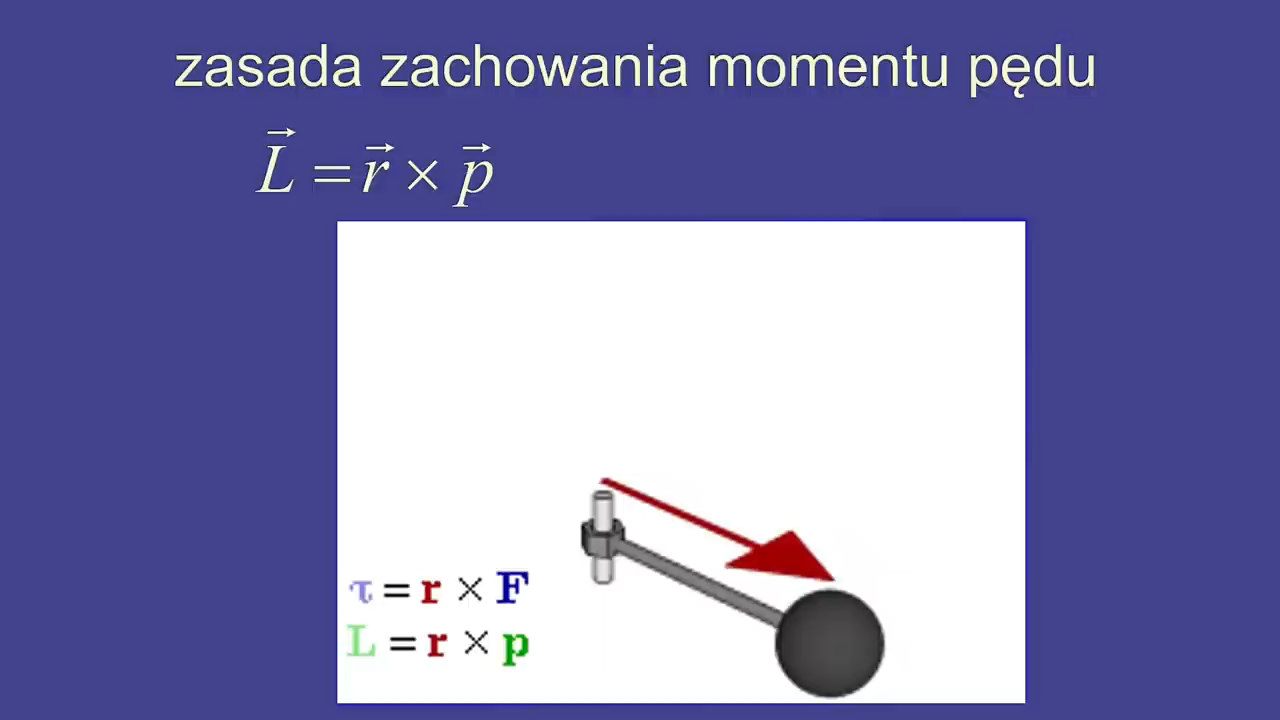 zasada zachowania momentu pędu
L⃗ = r⃗ × p⃗
τ = r × F
L = r × p